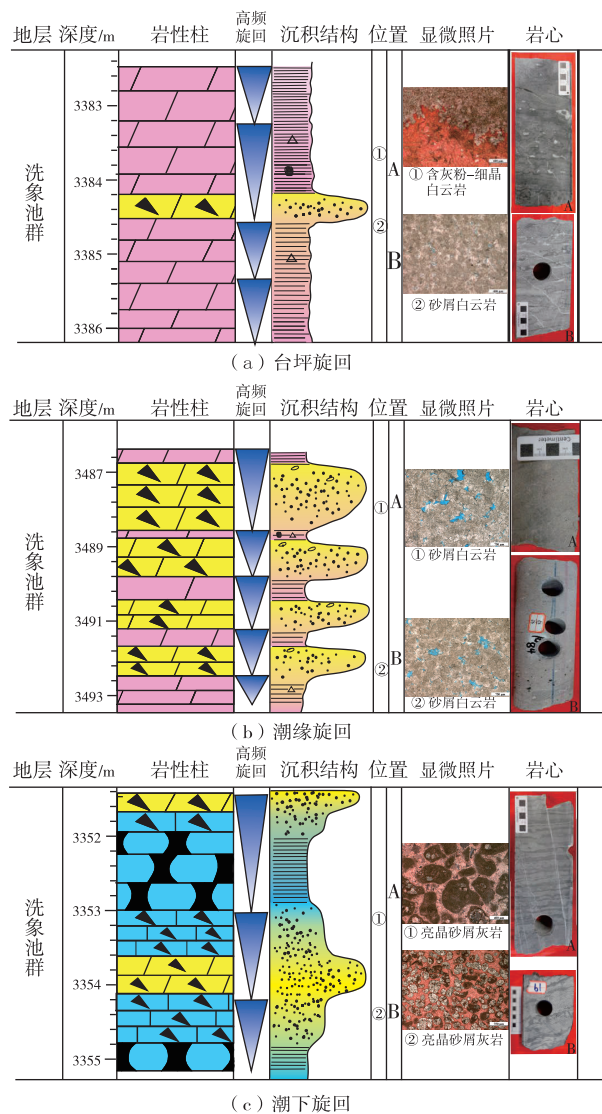 地层 深度/m 岩性柱 高频旋回 沉积结构 位置 显微照片 岩心
3383
①
A
① 含灰粉-细晶
白云岩
A
洗象池群
3384
②
3385
B
② 砂屑白云岩
B
3386
(a) 台坪旋回
地层 深度/m 岩性柱 高频旋回 沉积结构 位置 显微照片 岩心
Centimeter
3487
①
A
A
3489
① 砂屑白云岩
洗象池群
3491
②
B
3493
② 砂屑白云岩
B
(b) 潮缘旋回
地层 深度/m 岩性柱 高频旋回 沉积结构 位置 显微照片 岩心
3352
A
①
① 亮晶砂屑灰岩
A
3353
洗象池群
3354
②
B
② 亮晶砂屑灰岩
B
3355
(c) 潮下旋回